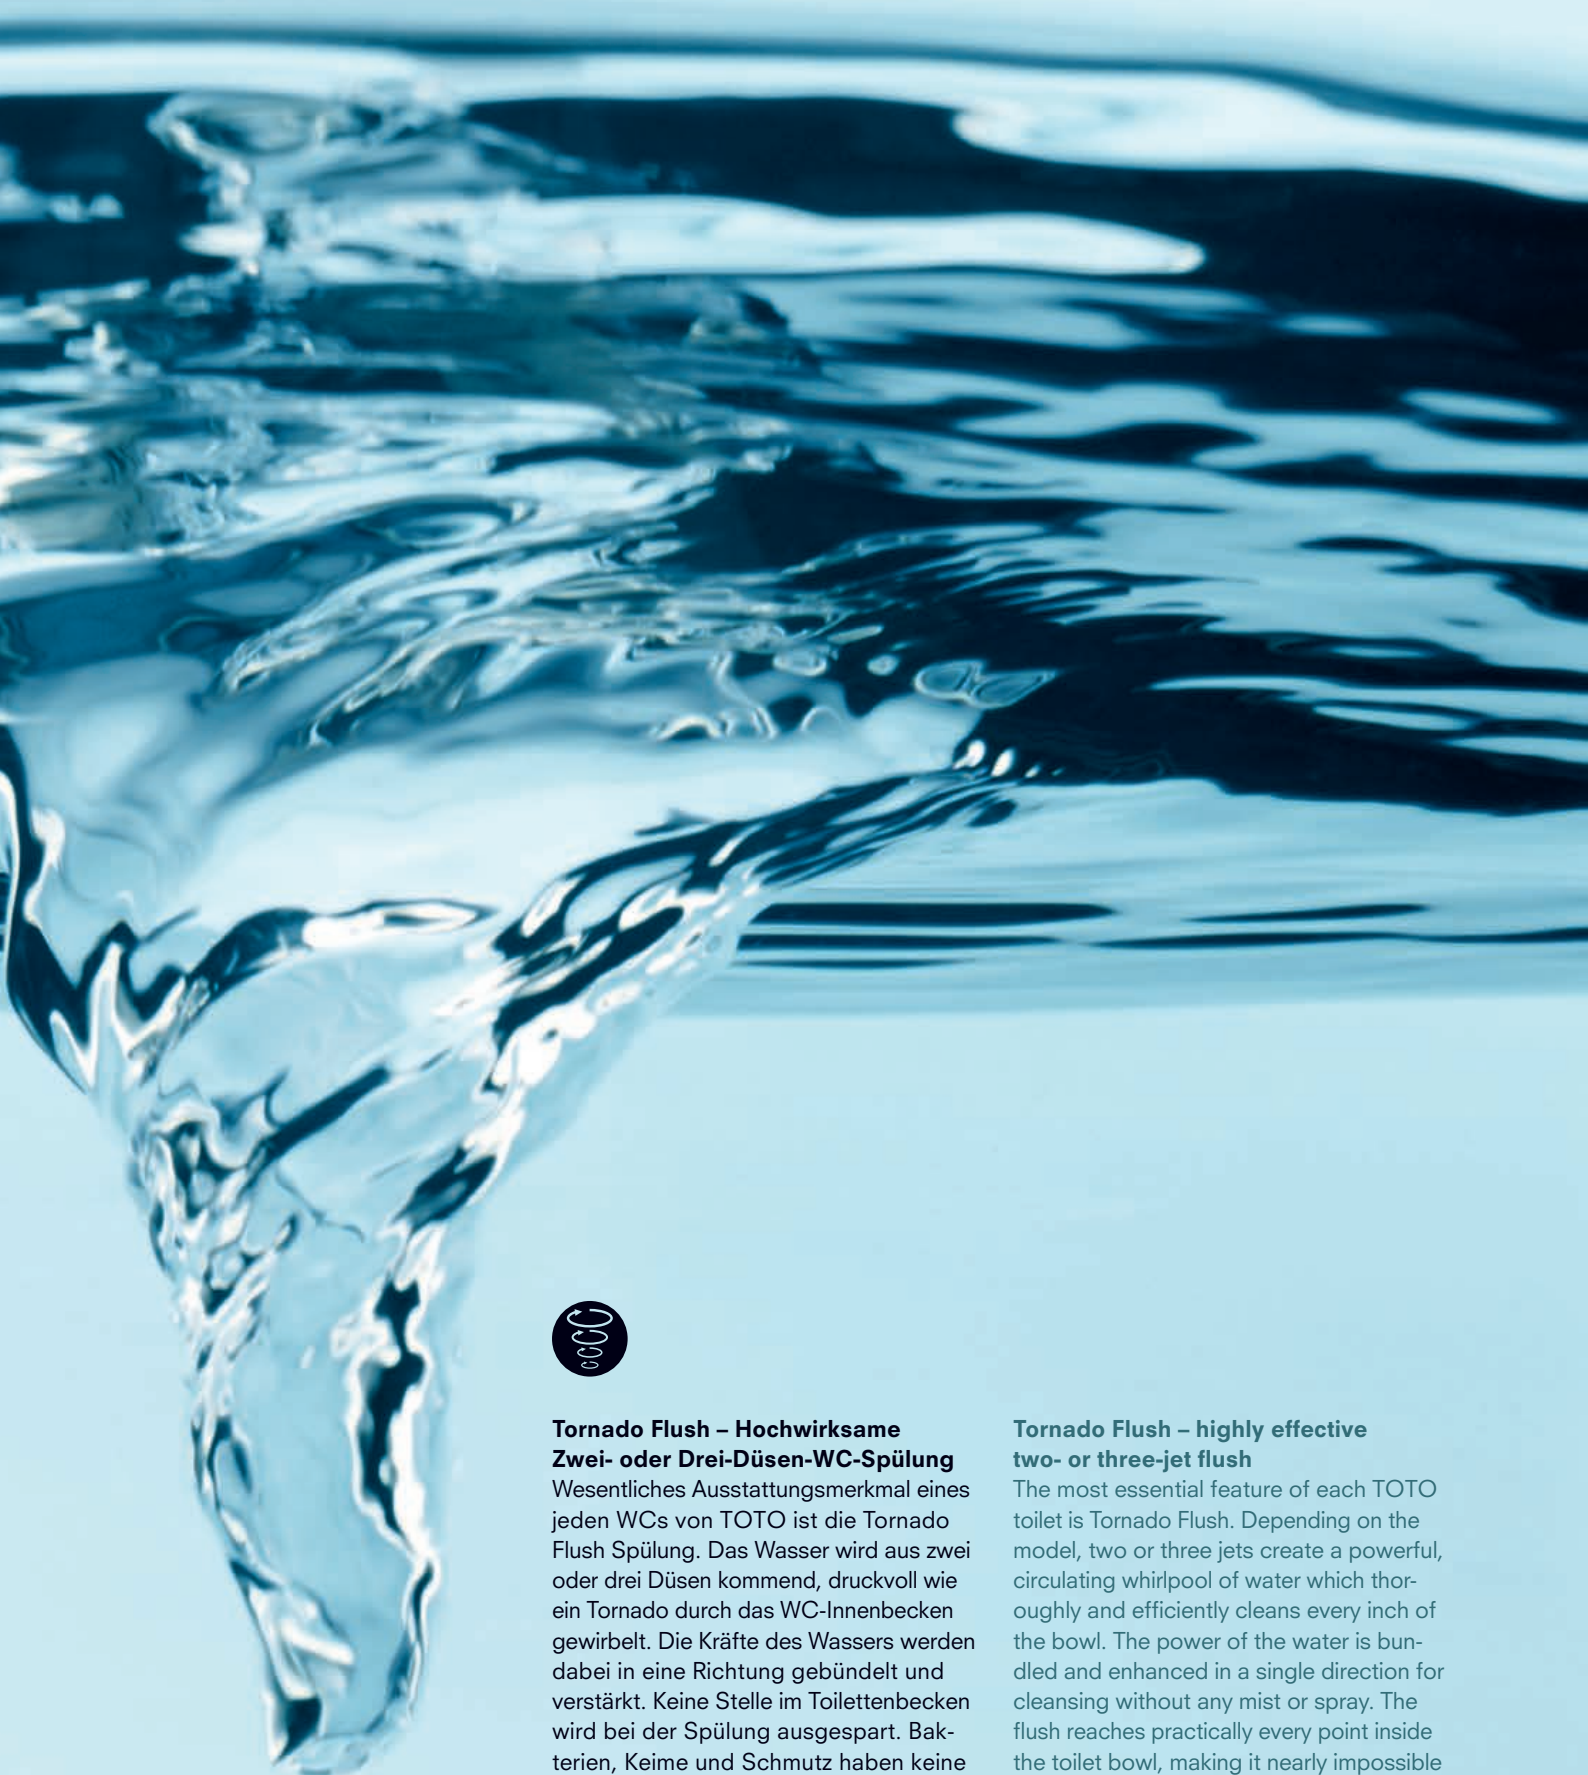 Tornado Flush – Hochwirksame
Zwei- oder Drei-Düsen-WC-Spülung
Wesentliches Ausstattungsmerkmal eines
jeden WCs von TOTO ist die Tornado
Flush Spülung. Das Wasser wird aus zwei
oder drei Düsen kommend, druckvoll wie
ein Tornado durch das WC-Innenbecken
gewirbelt. Die Kräfte des Wassers werden
dabei in eine Richtung gebündelt und
verstärkt. Keine Stelle im Toilettenbecken
wird bei der Spülung ausgespart. Bak-
terien, Keime und Schmutz haben keine
Tornado Flush – highly effective
two- or three-jet flush
The most essential feature of each TOTO
toilet is Tornado Flush. Depending on the
model, two or three jets create a powerful,
circulating whirlpool of water which thor-
oughly and efficiently cleans every inch of
the bowl. The power of the water is bun-
dled and enhanced in a single direction for
cleansing without any mist or spray. The
flush reaches practically every point inside
the toilet bowl, making it nearly impossible